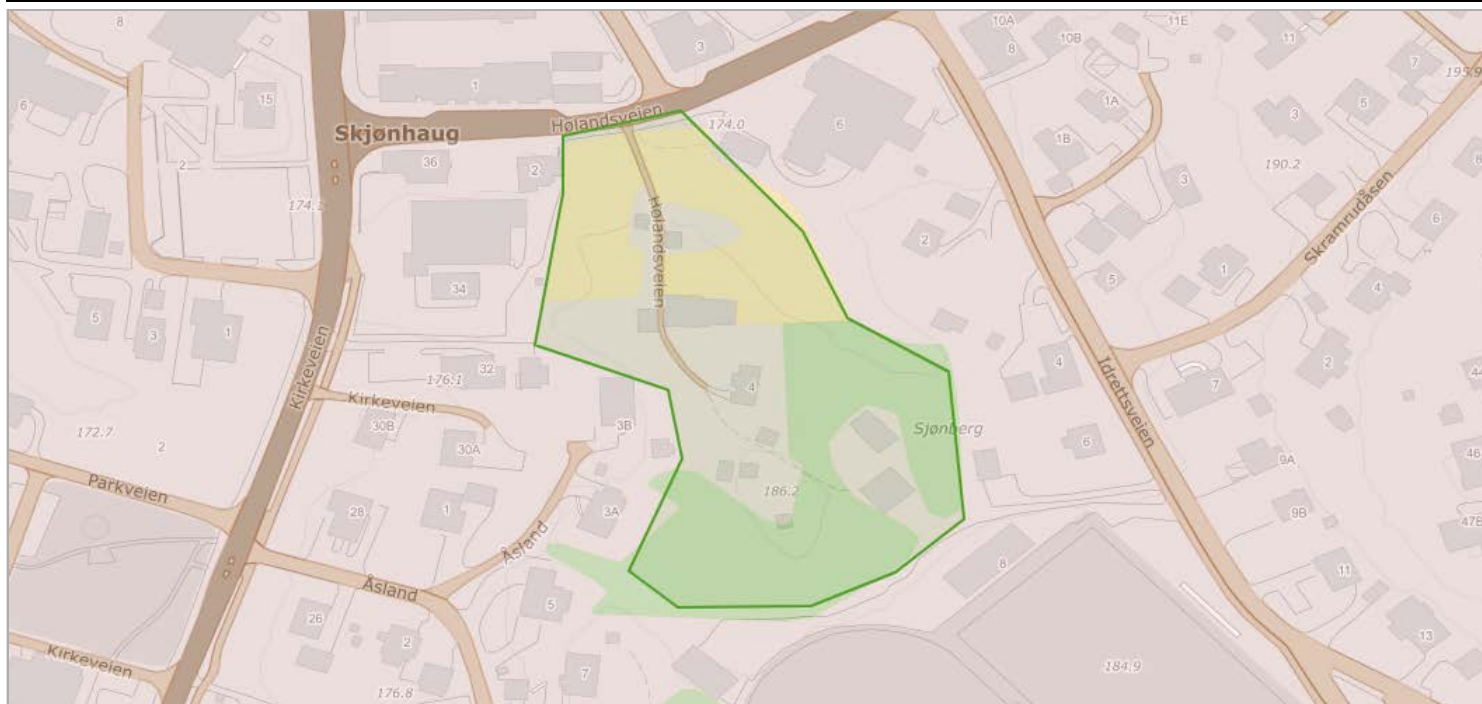 8
10A
10B
11E
8
11
3
7
195.9
6
15
1
Hølandsveien
174.0
6
1A
3
5
Skjønhaug
36
2
1B
190.2
8
2
174.1
3
6
Hølandsveien
2
Skramrudåsen
34
1
5
4
5
3
1
Kirkeveien
176.1
32
4
4
7
2
44
Kirkeveien
30B
3B
Sjønberg
Idrettsveien
172.7
2
30A
6
9A
46
Parkveien
186.2
28
1
3A
9B
47B
Åsland
Åsland
8
11
26
5
2
13
Kirkeveien
7
184.9
176.8